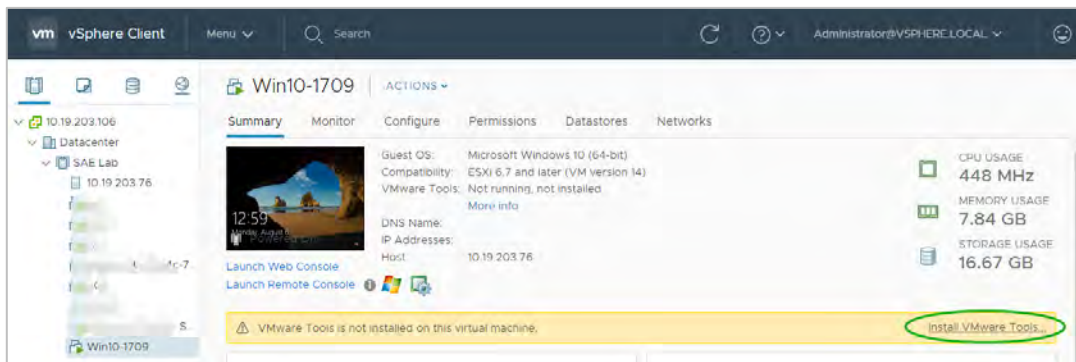 vm vSphere Client Menu Search Administrator@VSPHERE.LOCAL
Win10-1709 ACTIONS
Summary Monitor Configure Permissions Datastores Networks
10.19.203.106
Datacenter
SAE Lab
10.19.203.76
Win10-1709
12:59
Monday, August 6
Powered On
Launch Web Console
Launch Remote Console
Guest OS: Microsoft Windows 10 (64-bit)
Compatibility: ESXi 6.7 and later (VM version 14)
VMware Tools: Not running, not installed
More info
DNS Name:
IP Addresses:
Host: 10.19.203.76
CPU USAGE
448 MHz
MEMORY USAGE
7.84 GB
STORAGE USAGE
16.67 GB
VMware Tools is not installed on this virtual machine. Install VMware Tools...